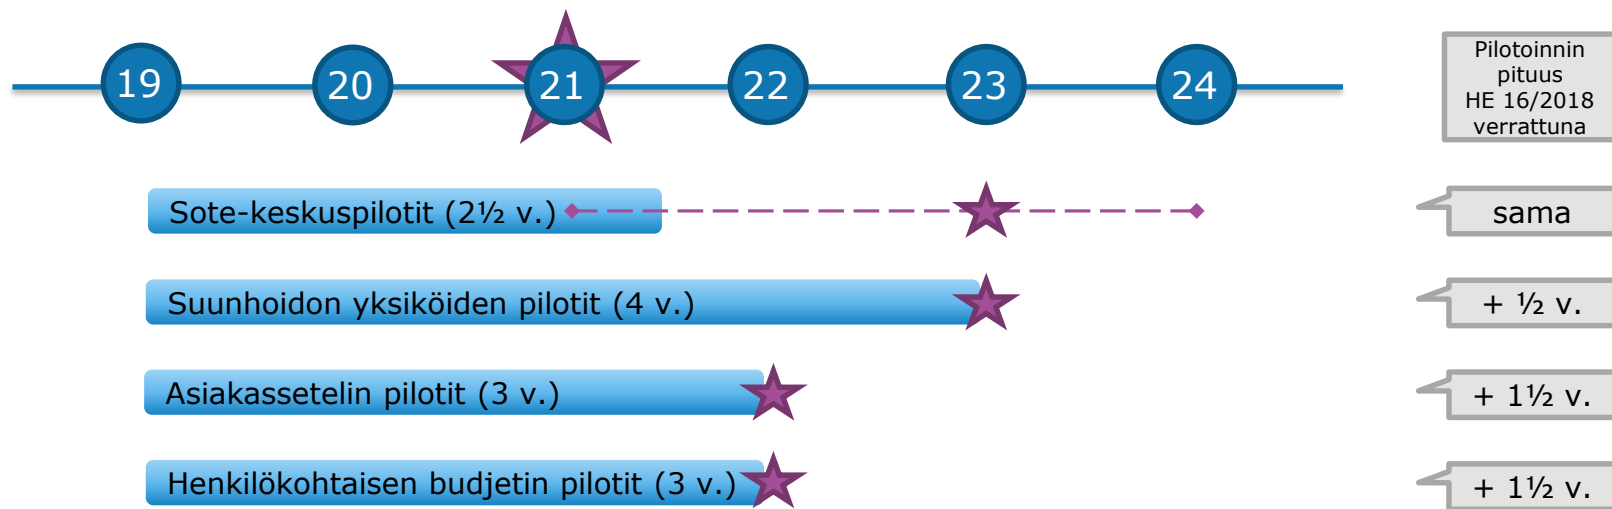 19 20 21 22 23 24
Pilotoinnin
pituus
HE 16/2018
verrattuna
Sote-keskuspilotit (2½ v.)
sama
Suunhoidon yksiköiden pilotit (4 v.)
+ ½ v.
Asiakassetelin pilotit (3 v.)
+ 1½ v.
Henkilökohtaisen budjetin pilotit (3 v.)
+ 1½ v.